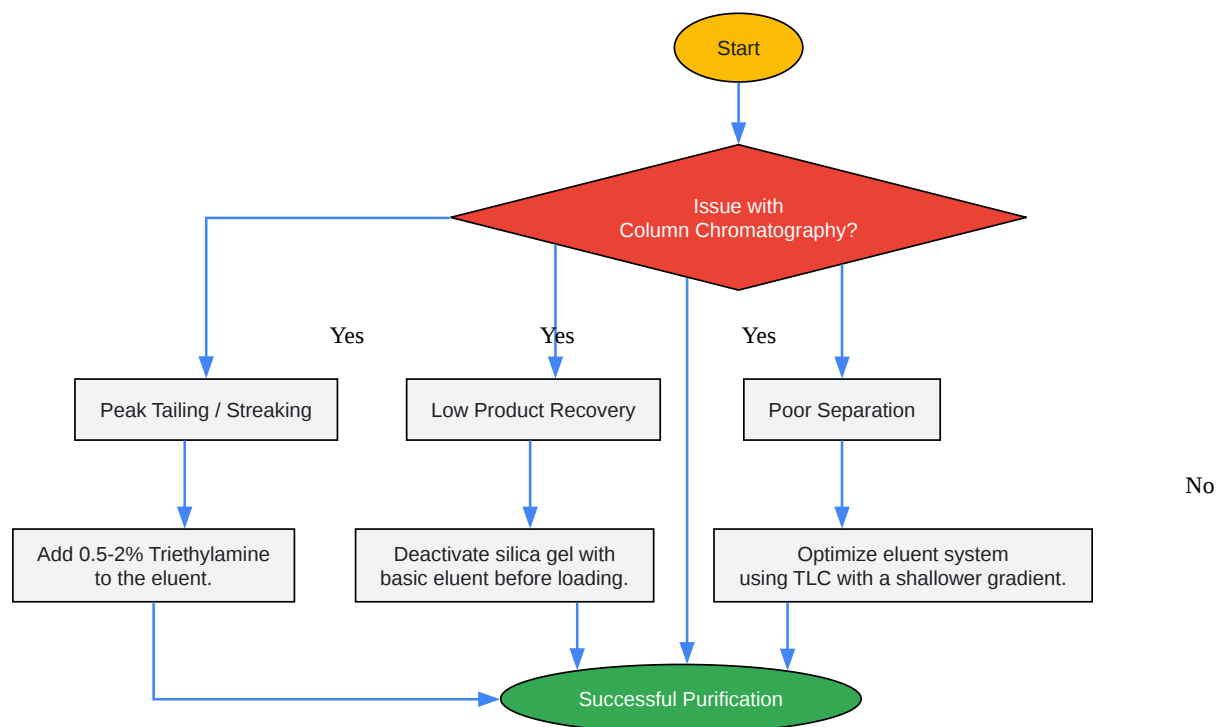 Start
Issue with
Column Chromatography?
Yes
Yes
Yes
Peak Tailing / Streaking
Low Product Recovery
Poor Separation
No
Add 0.5-2% Triethylamine
to the eluent.
Deactivate silica gel with
basic eluent before loading.
Optimize eluent system
using TLC with a shallower gradient.
Successful Purification